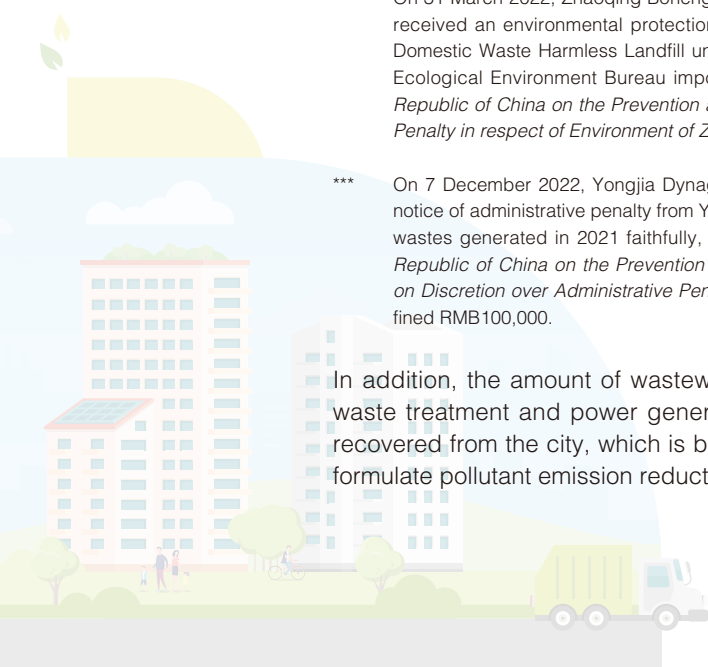 On 31 March 2022, Zhaoqing Boneng
received an environmental protection
Domestic Waste Harmless Landfill un
Ecological Environment Bureau impo
Republic of China on the Prevention a
Penalty in respect of Environment of Z
*** On 7 December 2022, Yongjia Dynag
notice of administrative penalty from Y
wastes generated in 2021 faithfully,
Republic of China on the Prevention
on Discretion over Administrative Pen
fined RMB100,000.
In addition, the amount of wastew
waste treatment and power gener
recovered from the city, which is b
formulate pollutant emission reduct